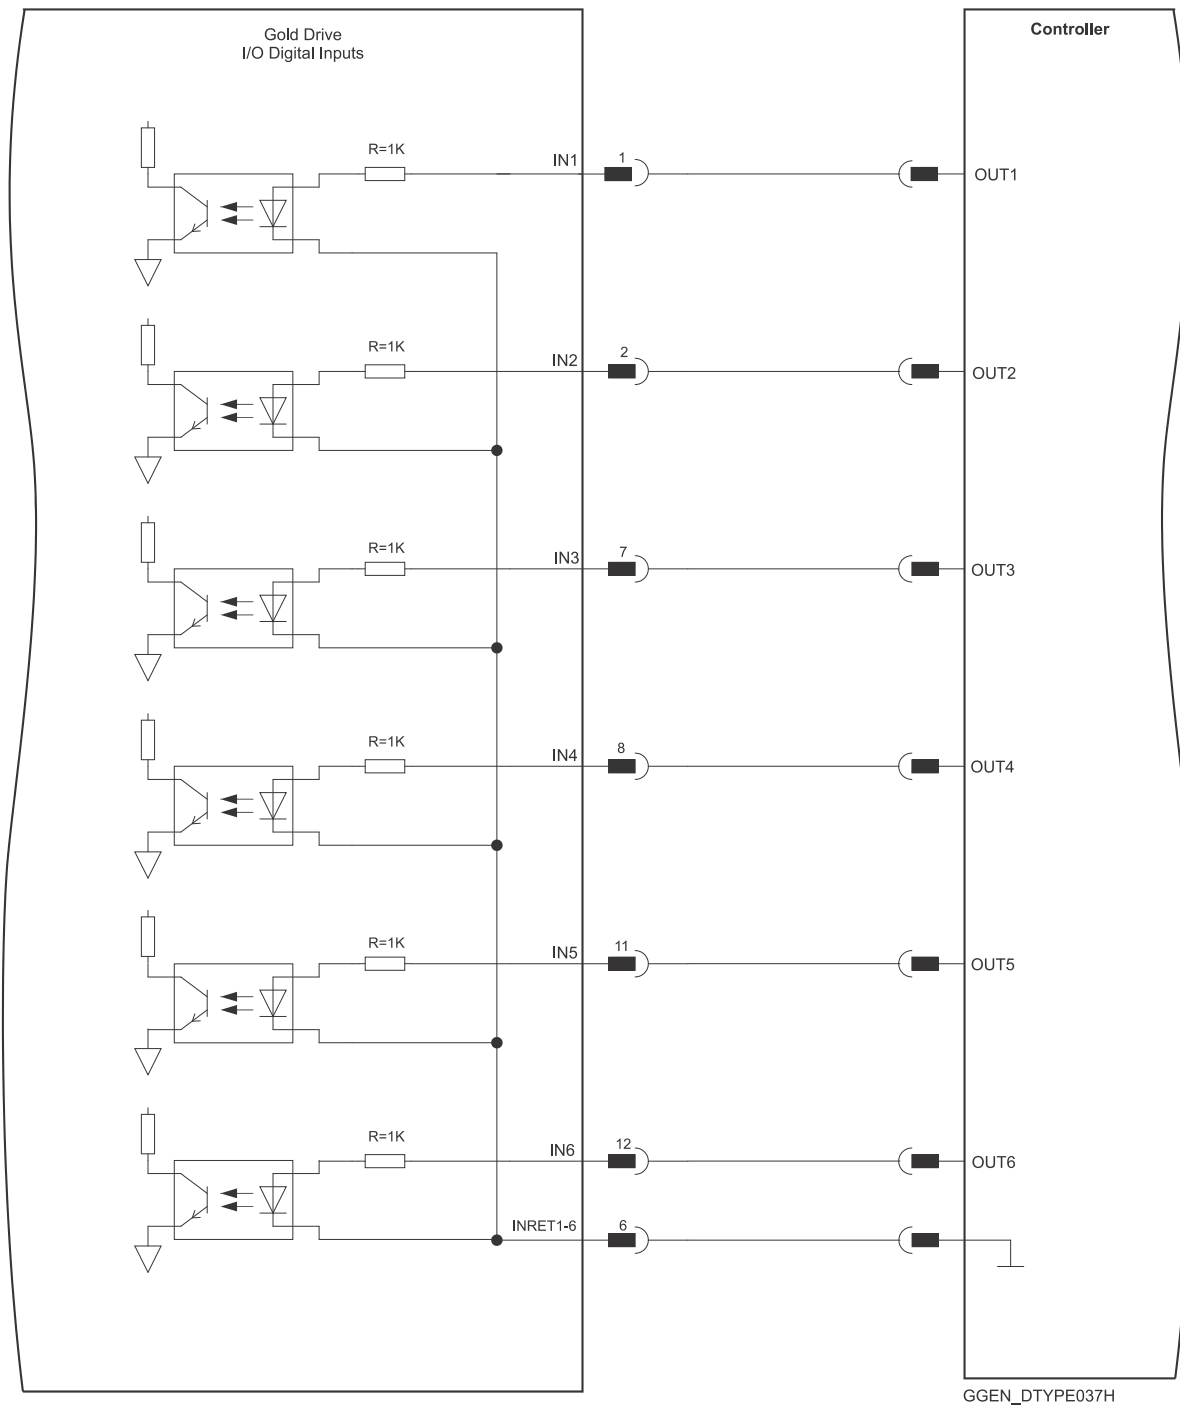 Gold Drive
I/O Digital Inputs
Controller
R=1K
IN1
1
OUT1
R=1K
IN2
2
OUT2
R=1K
IN3
7
OUT3
R=1K
IN4
8
OUT4
R=1K
IN5
11
OUT5
R=1K
IN6
12
OUT6
INRET1-6
6
GGEN_DTYPE037H